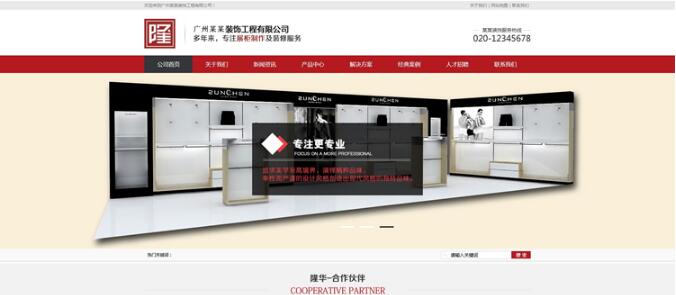 欢迎来到广州某某装饰工程有限公司！
关于我们 | 网站地图 | 联系我们
隆
广州某某装饰工程有限公司
多年来，专注展柜制作及装修服务
某某装饰服务热线
020-12345678
公司首页 关于我们 新闻资讯 产品中心 解决方案 经典案例 人才招聘 联系我们
ZUNCHEN ZUNCHEN ZUNCHEN
专注更专业
FOCUS ON A MORE PROFESSIONAL
热门关键词：
请输入关键词
搜索
隆华-合作伙伴
COOPERATIVE PARTNER